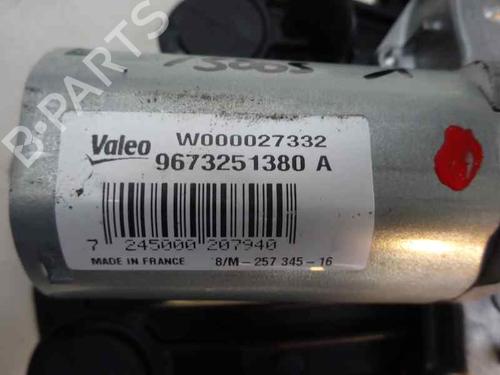 B-PARTS
Valeo W000027332
9673251380 A
7 245000 207940
MADE IN FRANCE 8/M-257 345-16